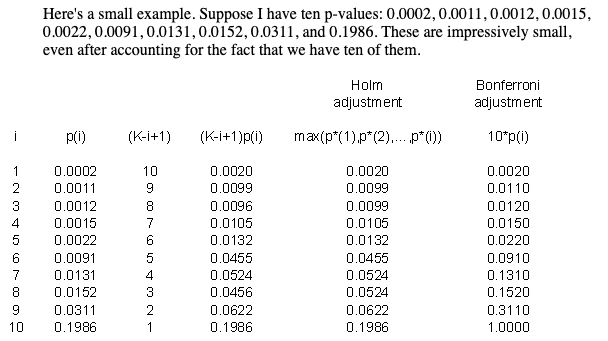 Here's a small example. Suppose I have ten p-values: 0.0002, 0.0011, 0.0012, 0.0015,
0.0022, 0.0091, 0.0131, 0.0152, 0.0311, and 0.1986. These are impressively small,
even after accounting for the fact that we have ten of them.
Holm Bonferroni
adjustment adjustment
i p(i) (K-i+1) (K-i+1)p(i) max(p*(1),p*(2),... ,p*(i)) 10*p(i)
1 0.0002 10 0.0020 0.0020 0.0020
2 0.0011 9 0.0099 0.0099 0.0110
3 0.0012 8 0.0096 0.0099 0.0120
4 0.0015 7 0.0105 0.0105 0.0150
5 0.0022 6 0.0132 0.0132 0.0220
6 0.0091 5 0.0455 0.0455 0.0910
7 0.0131 4 0.0524 0.0524 0.1310
8 0.0152 3 0.0456 0.0524 0.1520
9 0.0311 2 0.0622 0.0622 0.3110
10 0.1986 1 0.1986 0.1986 1.0000